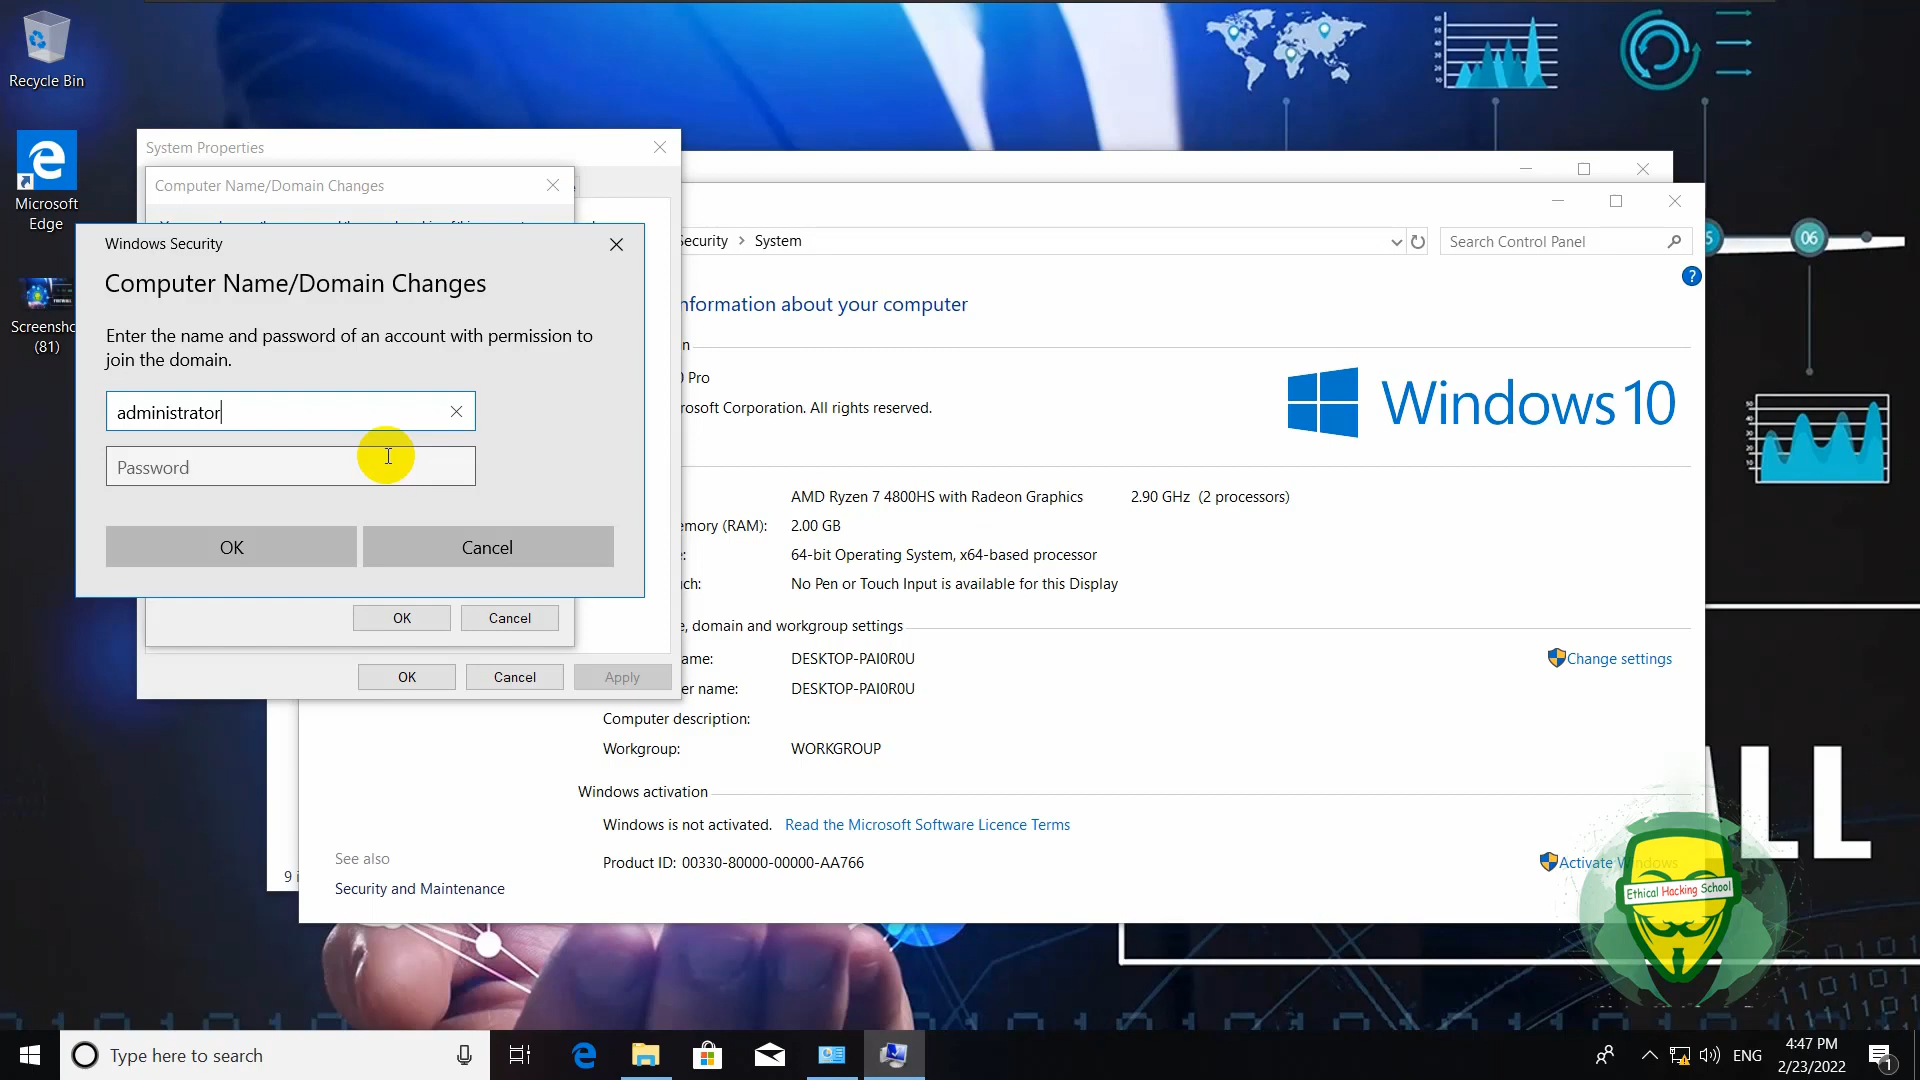 Recycle Bin
Microsoft
Edge
(81)
System Properties
Computer Name/Domain Changes
Windows Security
Computer Name/Domain Changes
Enter the name and password of an account with permission to
join the domain.
administrator
Password
OK
Cancel
OK
Cancel
OK
Cancel
Apply
System
Search Control Panel
nformation about your computer
Pro
rosoft Corporation. All rights reserved.
Windows 10
AMD Ryzen 7 4800HS with Radeon Graphics 2.90 GHz (2 processors)
emory (RAM): 2.00 GB
64-bit Operating System, x64-based processor
No Pen or Touch Input is available for this Display
e, domain and workgroup settings
ame: DESKTOP-PAI0R0U
Change settings
er name: DESKTOP-PAI0R0U
Computer description:
Workgroup: WORKGROUP
Windows activation
Windows is not activated. Read the Microsoft Software Licence Terms
Product ID: 00330-80000-00000-AA766
Activate Windows
See also
Security and Maintenance
9
06
LL
Ethical Hacking School
Type here to search
ENG
4:47 PM
2/23/2022
1